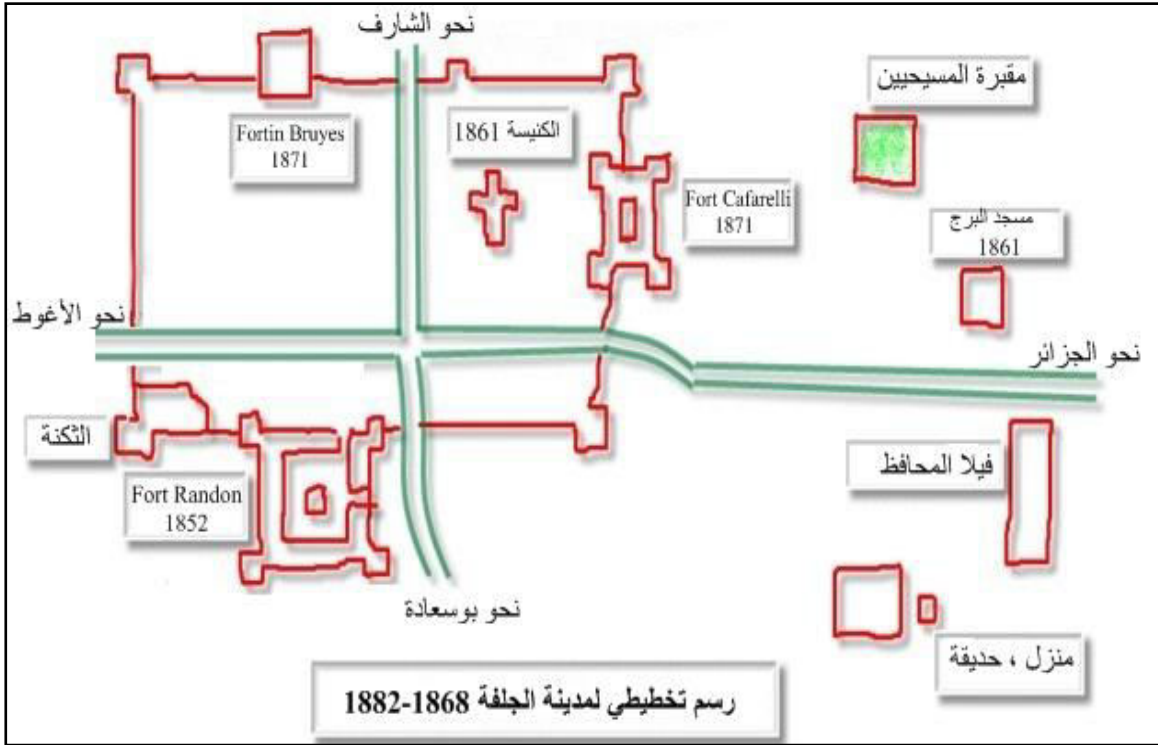 نحو الشارف
مقبرة المسيحيين
Fortin Bruyes
1871
الكنيسة 1861
Fort Cafarelli
1871
مسجد البرج
1861
نحو الأغوط
نحو الجزائر
الثكنة
فيلا المحافظ
Fort Randon
1852
نحو بوسعادة
منزل ، حديقة
رسم تخطيطي لمدينة الجلفة 1868-1882